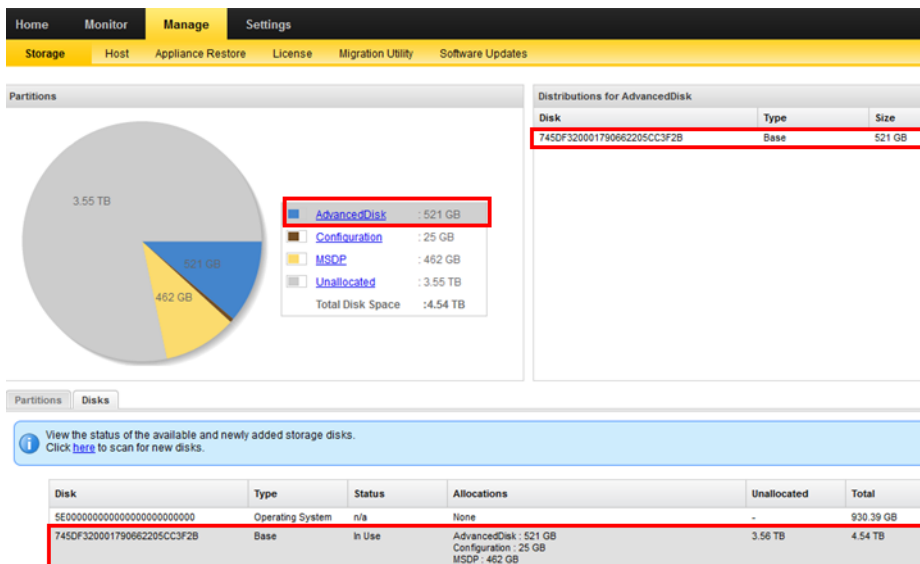 Home Monitor Manage Settings
Storage Host Appliance Restore License Migration Utility Software Updates
Partitions
3.55 TB
521 GB
462 GB
AdvancedDisk : 521 GB
Configuration : 25 GB
MSDP : 462 GB
Unallocated : 3.55 TB
Total Disk Space :4.54 TB
Distributions for AdvancedDisk
Disk Type Size
745DF320001790662205CC3F2B Base 521 GB
Partitions Disks
View the status of the available and newly added storage disks.
Click here to scan for new disks.
Disk Type Status Allocations Unallocated Total
5E00000000000000000000000 Operating System n/a None - 930.39 GB
745DF320001790662205CC3F2B Base In Use AdvancedDisk : 521 GB 3.56 TB 4.54 TB
Configuration : 25 GB
MSDP : 462 GB